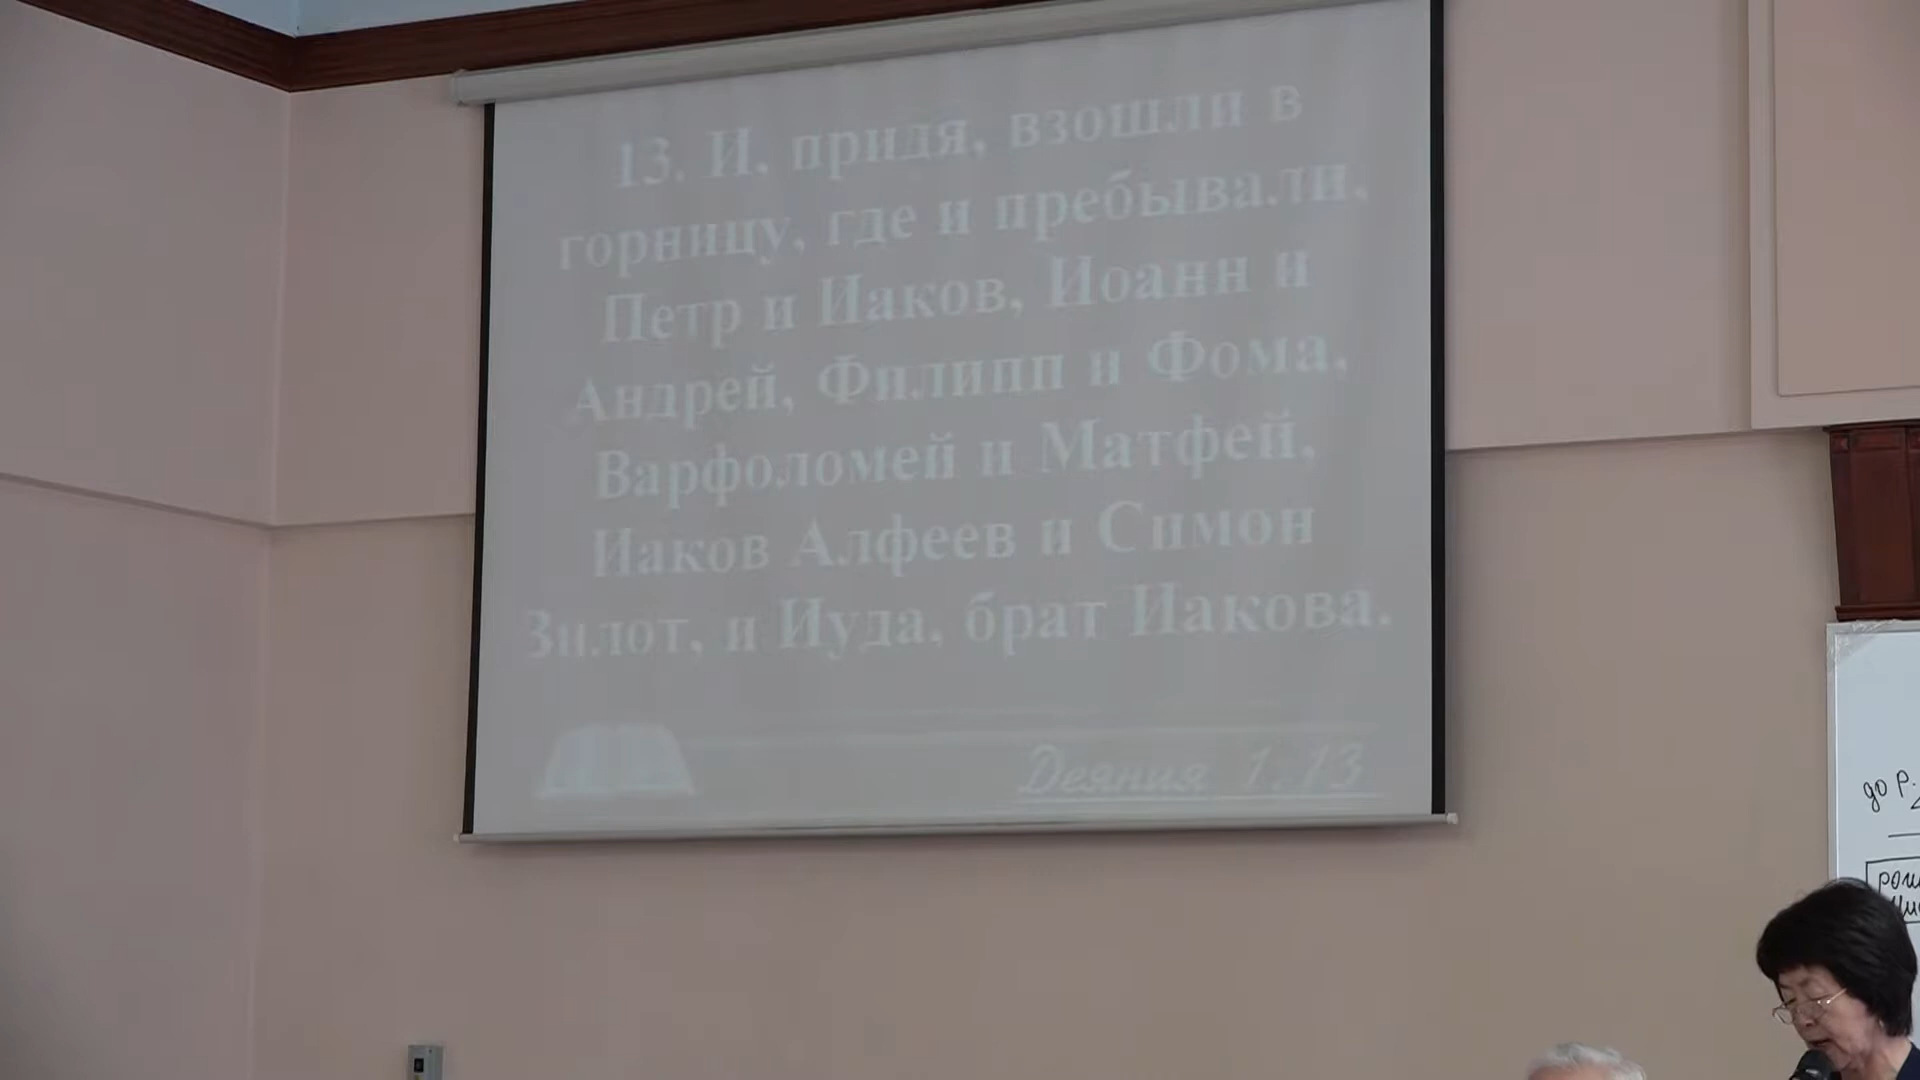 13. И, придя, взошли в
горницу, где и пребывали,
Петр и Иаков, Иоанн и
Андрей, Филипп и Фома,
Варфоломей и Матфей,
Иаков Алфеев и Симон
Зилот, и Иуда, брат Иакова.
Деяния 1:13
до Р.